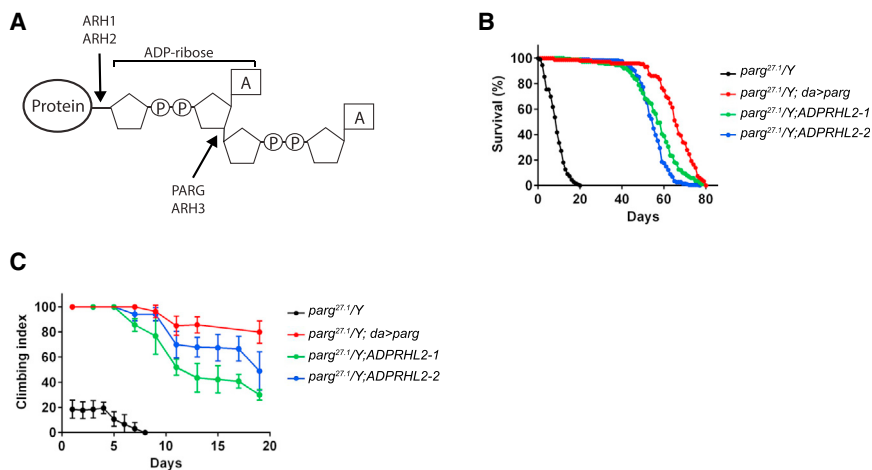 A
ARH1
ARH2
ADP-ribose
Protein
P P
A
P P
A
PARG
ARH3
B
Survival (%)
100
80
60
40
20
0
0 20 40 60 80
Days
parg27.1/Y
parg27.1/Y; da>parg
parg27.1/Y;ADPRHL2-1
parg27.1/Y;ADPRHL2-2
C
Climbing index
100
80
60
40
20
0
0 5 10 15 20
Days
parg27.1/Y
parg27.1/Y; da>parg
parg27.1/Y;ADPRHL2-1
parg27.1/Y;ADPRHL2-2